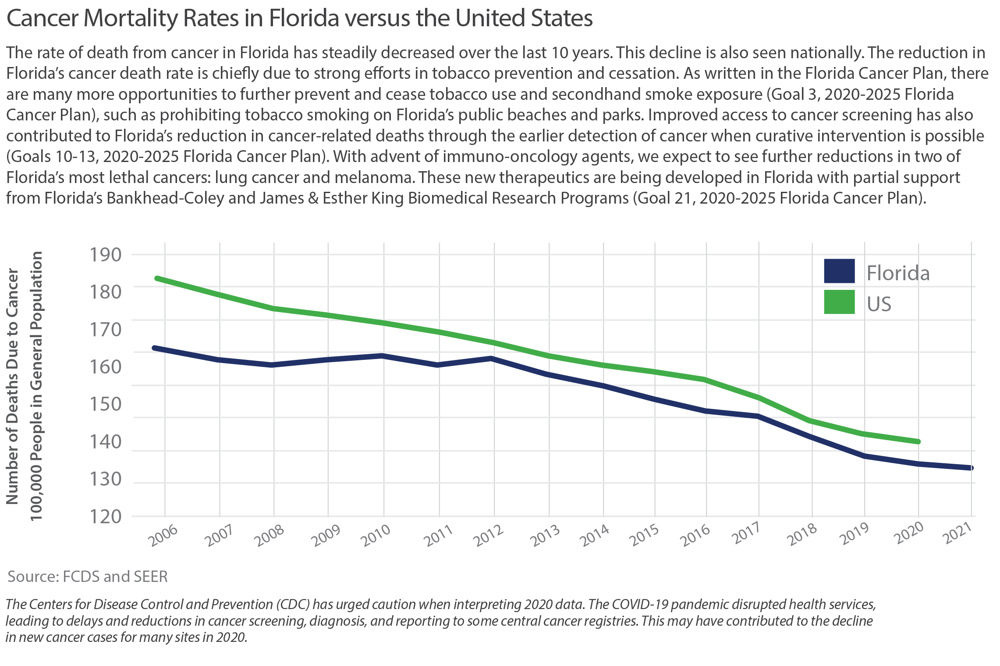 Cancer Mortality Rates in Florida versus the United States
The rate of death from cancer in Florida has steadily decreased over the last 10 years. This decline is also seen nationally. The reduction in
Florida’s cancer death rate is chiefly due to strong efforts in tobacco prevention and cessation. As written in the Florida Cancer Plan, there
are many more opportunities to further prevent and cease tobacco use and secondhand smoke exposure (Goal 3, 2020-2025 Florida
Cancer Plan), such as prohibiting tobacco smoking on Florida’s public beaches and parks. Improved access to cancer screening has also
contributed to Florida’s reduction in cancer-related deaths through the earlier detection of cancer when curative intervention is possible
(Goals 10-13, 2020-2025 Florida Cancer Plan). With advent of immuno-oncology agents, we expect to see further reductions in two of
Florida’s most lethal cancers: lung cancer and melanoma. These new therapeutics are being developed in Florida with partial support
from Florida’s Bankhead-Coley and James & Esther King Biomedical Research Programs (Goal 21, 2020-2025 Florida Cancer Plan).
Number of Deaths Due to Cancer
100,000 People in General Population
190
180
170
160
150
140
130
120
Florida
US
2006
2007
2008
2009
2010
2011
2012
2013
2014
2015
2016
2017
2018
2019
2020
2021
Source: FCDS and SEER
The Centers for Disease Control and Prevention (CDC) has urged caution when interpreting 2020 data. The COVID-19 pandemic disrupted health services,
leading to delays and reductions in cancer screening, diagnosis, and reporting to some central cancer registries. This may have contributed to the decline
in new cancer cases for many sites in 2020.